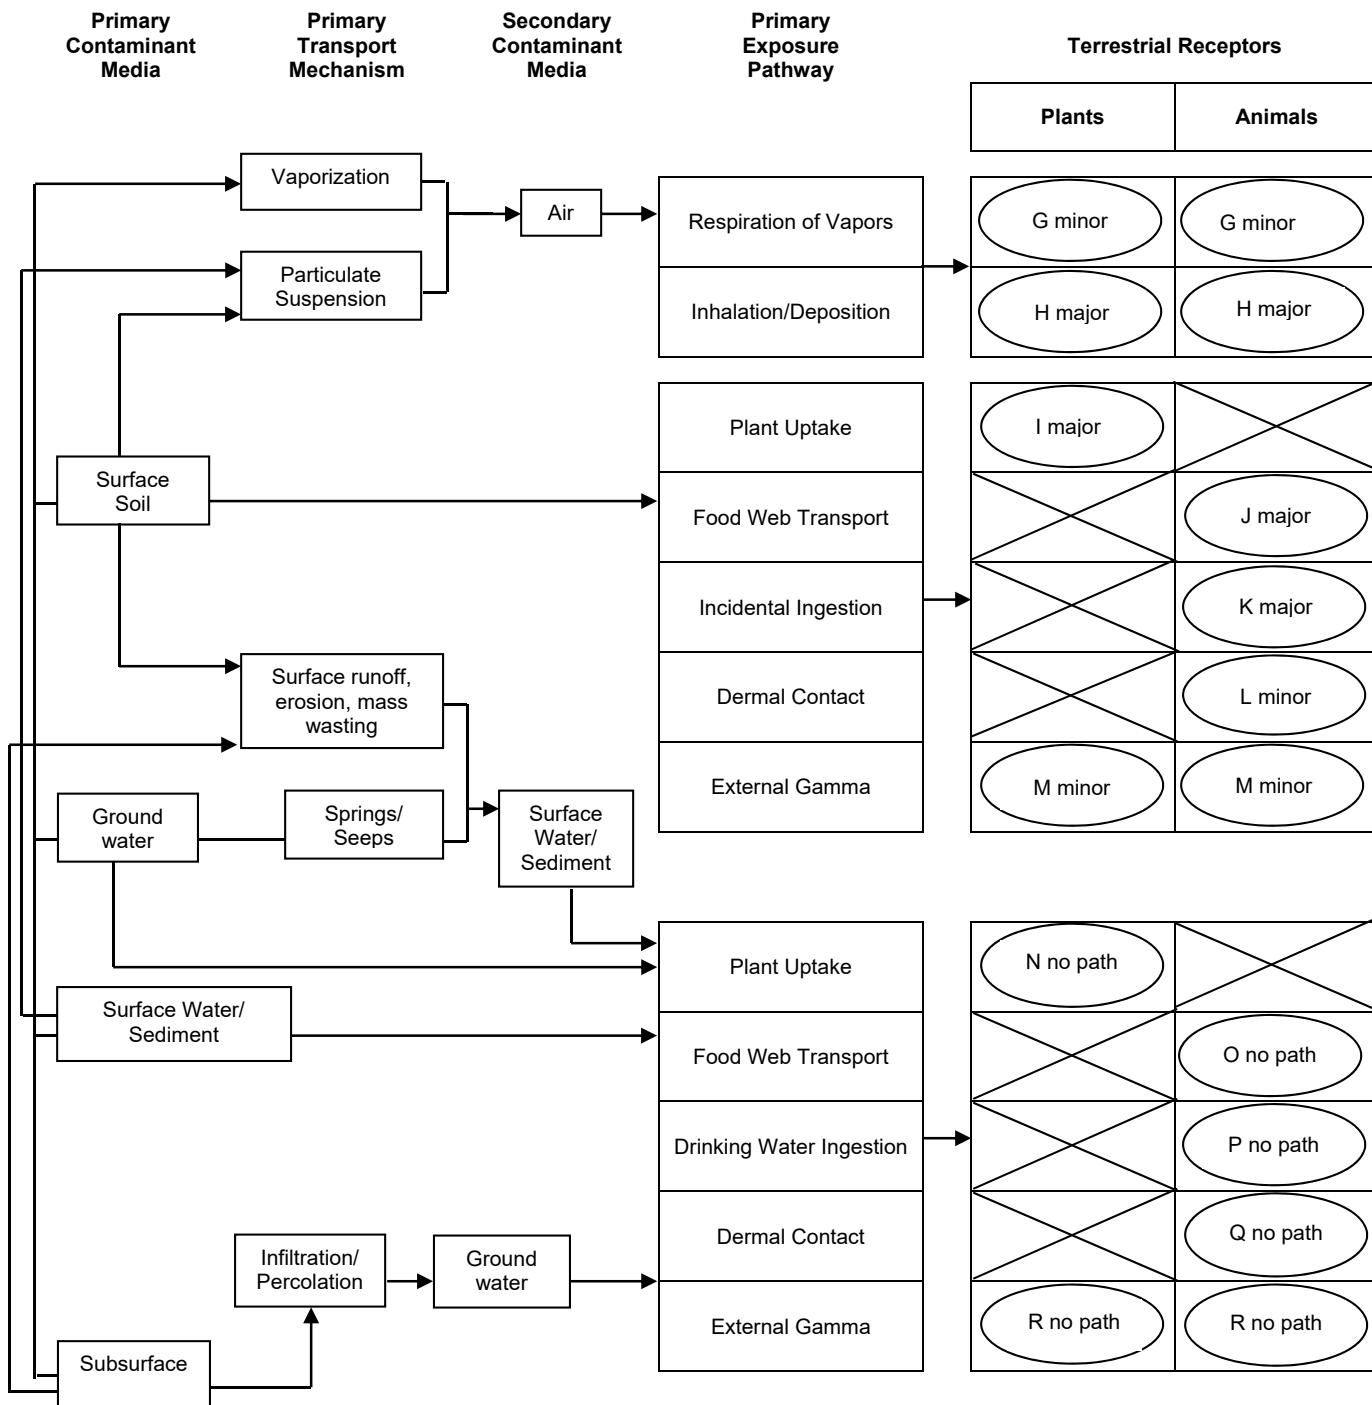 Primary
Contaminant
Media
Primary
Transport
Mechanism
Secondary
Contaminant
Media
Primary
Exposure
Pathway
Terrestrial Receptors
Plants
Animals
Vaporization
Air
Respiration of Vapors
G minor
G minor
Particulate
Suspension
Inhalation/Deposition
H major
H major
Plant Uptake
I major
Surface
Soil
Food Web Transport
J major
Incidental Ingestion
K major
Surface runoff,
erosion, mass
wasting
Dermal Contact
L minor
External Gamma
M minor
M minor
Ground
water
Springs/
Seeps
Surface
Water/
Sediment
Plant Uptake
N no path
Surface Water/
Sediment
Food Web Transport
O no path
Drinking Water Ingestion
P no path
Dermal Contact
Q no path
Infiltration/
Percolation
Ground
water
External Gamma
R no path
R no path
Subsurface